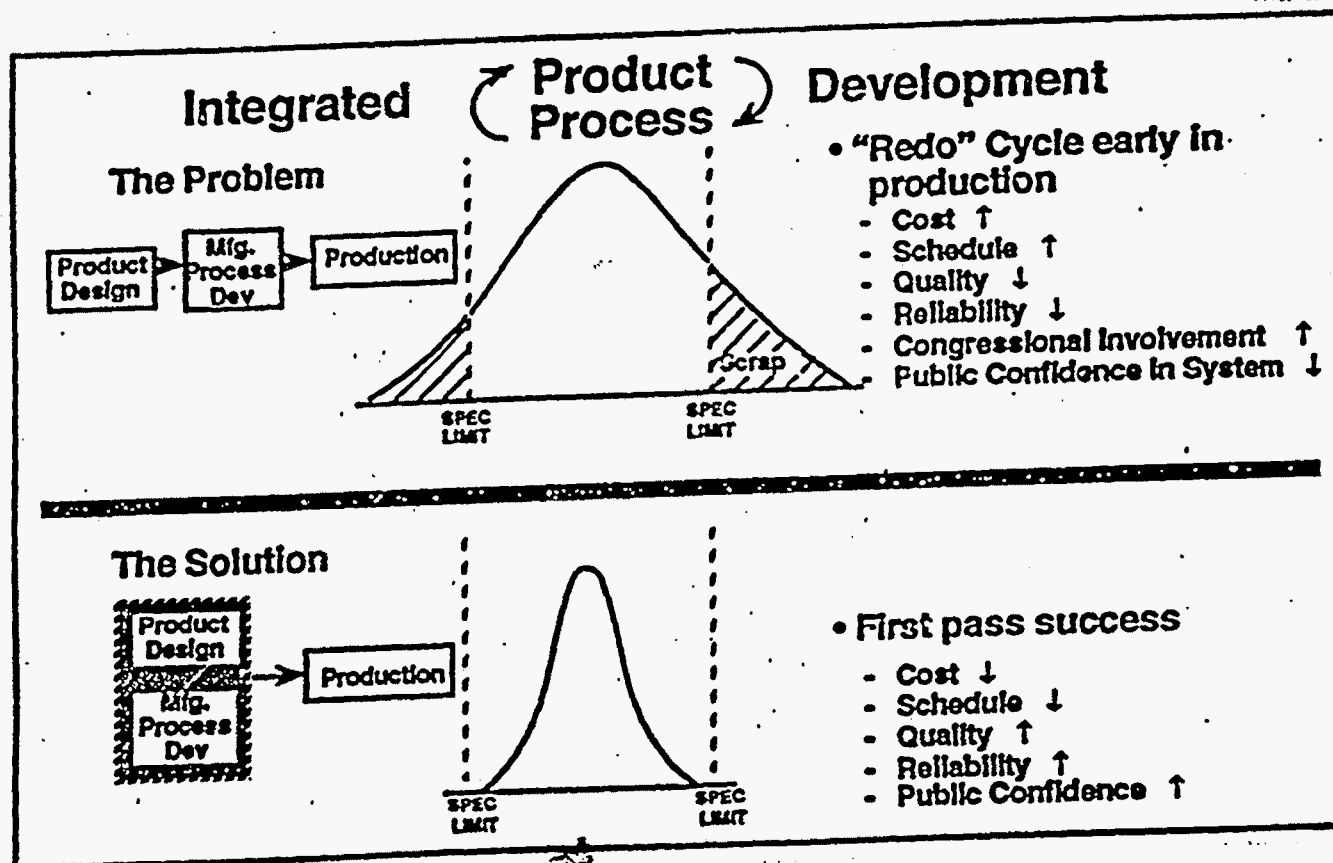 Integrated
Product
Process
Development
The Problem
Product
Design
Mfg.
Process
Dev
Production
SPEC
LIMIT
Scrap
SPEC
LIMIT
• "Redo" Cycle early in
production
- Cost ↑
- Schedule ↑
- Quality ↓
- Reliability ↓
- Congressional Involvement ↑
- Public Confidence in System ↓
The Solution
Product
Design
Mfg.
Process
Dev
Production
SPEC
LIMIT
SPEC
LIMIT
• First pass success
- Cost ↓
- Schedule ↓
- Quality ↑
- Reliability ↑
- Public Confidence ↑